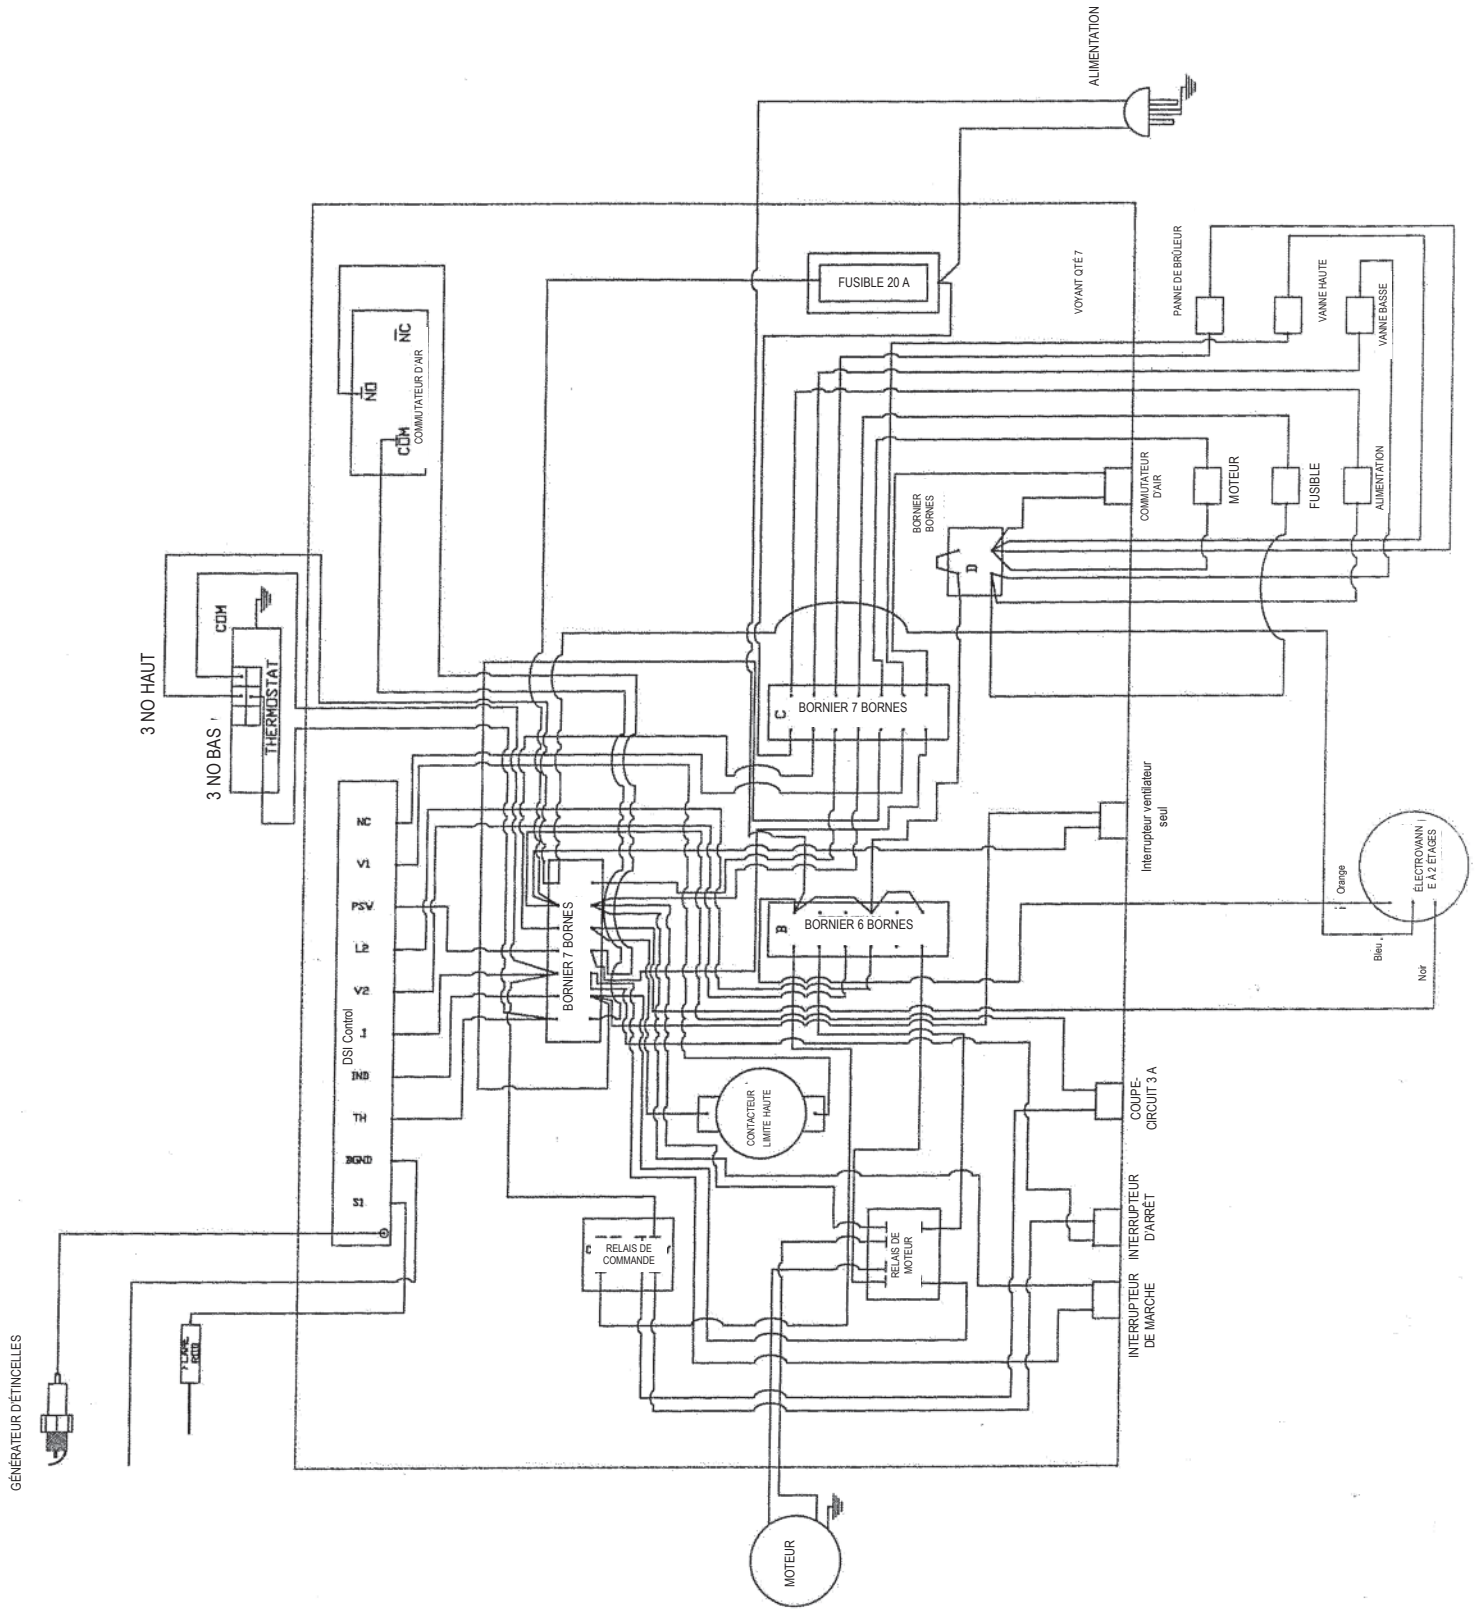 ALIMENTATION
GÉNÉRATEUR D'ÉTINCELLES
3 NO HAUT
3 NO BAS
COM
THERMOSTAT
NO
NC
COM
COMMUTATEUR D'AIR
FUSIBLE 20 A
VOYANT QTÉ 7
PANNE DE BRÛLEUR
VANNE HAUTE
VANNE BASSE
COMMUTATEUR
D'AIR
MOTEUR
FUSIBLE
ALIMENTATION
BORNIER
BORNES
D
C
BORNIER 7 BORNES
DSI Control
NC
V1
PSW
L2
V2
IND
TH
BGND
S1
BORNIER 7 BORNES
B
BORNIER 6 BORNES
Interrupteur ventilateur
seul
Orange
Bleu
Noir
ÉLECTROVANN
E À 2 ÉTAGES
CONTACTEUR
LIMITE HAUTE
COUPE-
CIRCUIT 3 A
INTERRUPTEUR
D'ARRÊT
INTERRUPTEUR
DE MARCHE
RELAIS DE
COMMANDE
RELAIS DE
MOTEUR
FLAME
ROD
MOTEUR